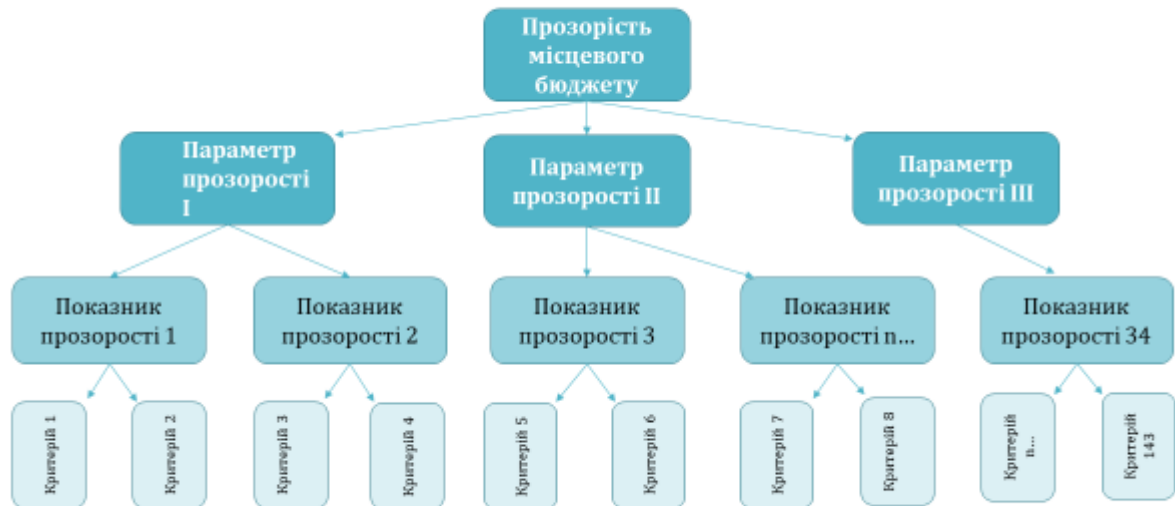 Прозорість
місцевого
бюджету
Параметр
прозорості
І
Параметр
прозорості ІІ
Параметр
прозорості ІІІ
Показник
прозорості 1
Показник
прозорості 2
Показник
прозорості 3
Показник
прозорості n...
Показник
прозорості 34
Критерій 1
Критерій 2
Критерій 3
Критерій 4
Критерій 5
Критерій 6
Критерій 7
Критерій 8
Критерій
n...
Критерій
143